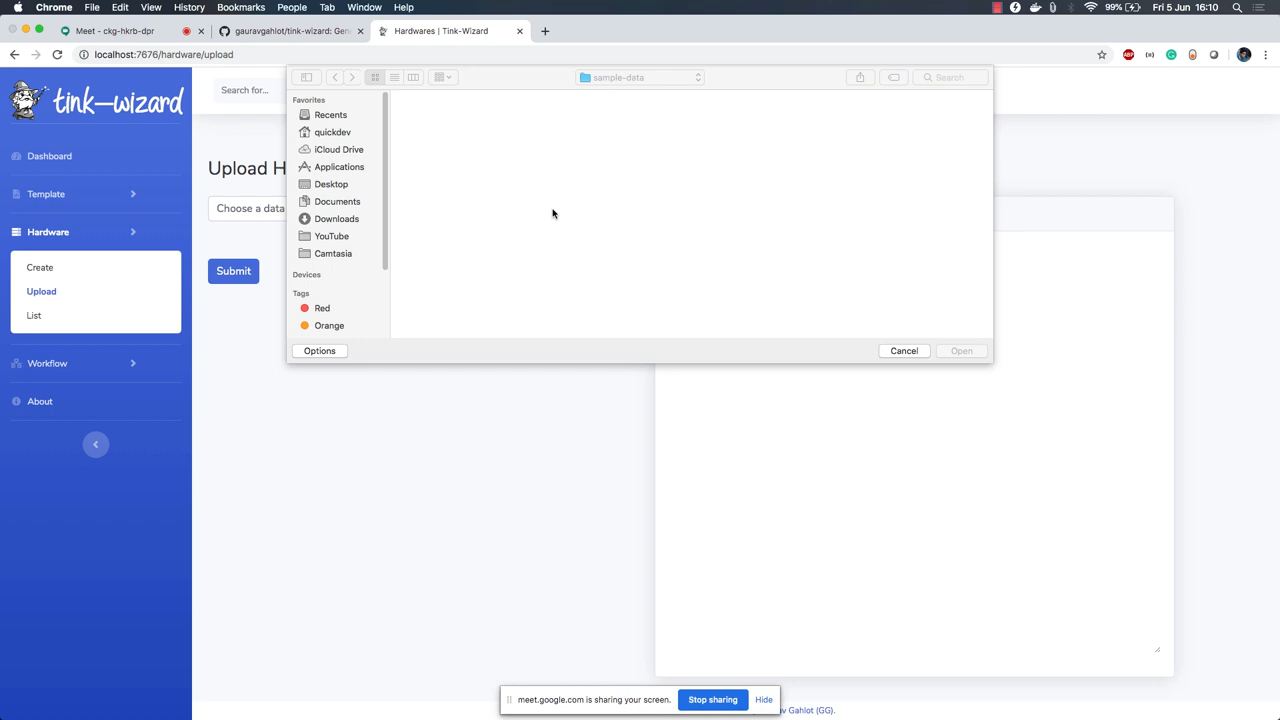 Chrome File Edit View History Bookmarks People Tab Window Help 99% Fri 5 Jun 16:10
Meet - ckg-hkrb-dpr gauravgahlot/tink-wizard: Gen Hardwares | Tink-Wizard
localhost:7676/hardware/upload ABP
tink-wizard
Search for...
sample-data
Search
Favorites
Recents
quickdev
iCloud Drive
Applications
Desktop
Documents
Downloads
YouTube
Camtasia
Devices
Tags
Red
Orange
Options Cancel Open
Dashboard
Template
Hardware
Create
Upload
List
Workflow
About
Upload H
Choose a data
Submit
meet.google.com is sharing your screen. Stop sharing Hide
Gahlot (GG).